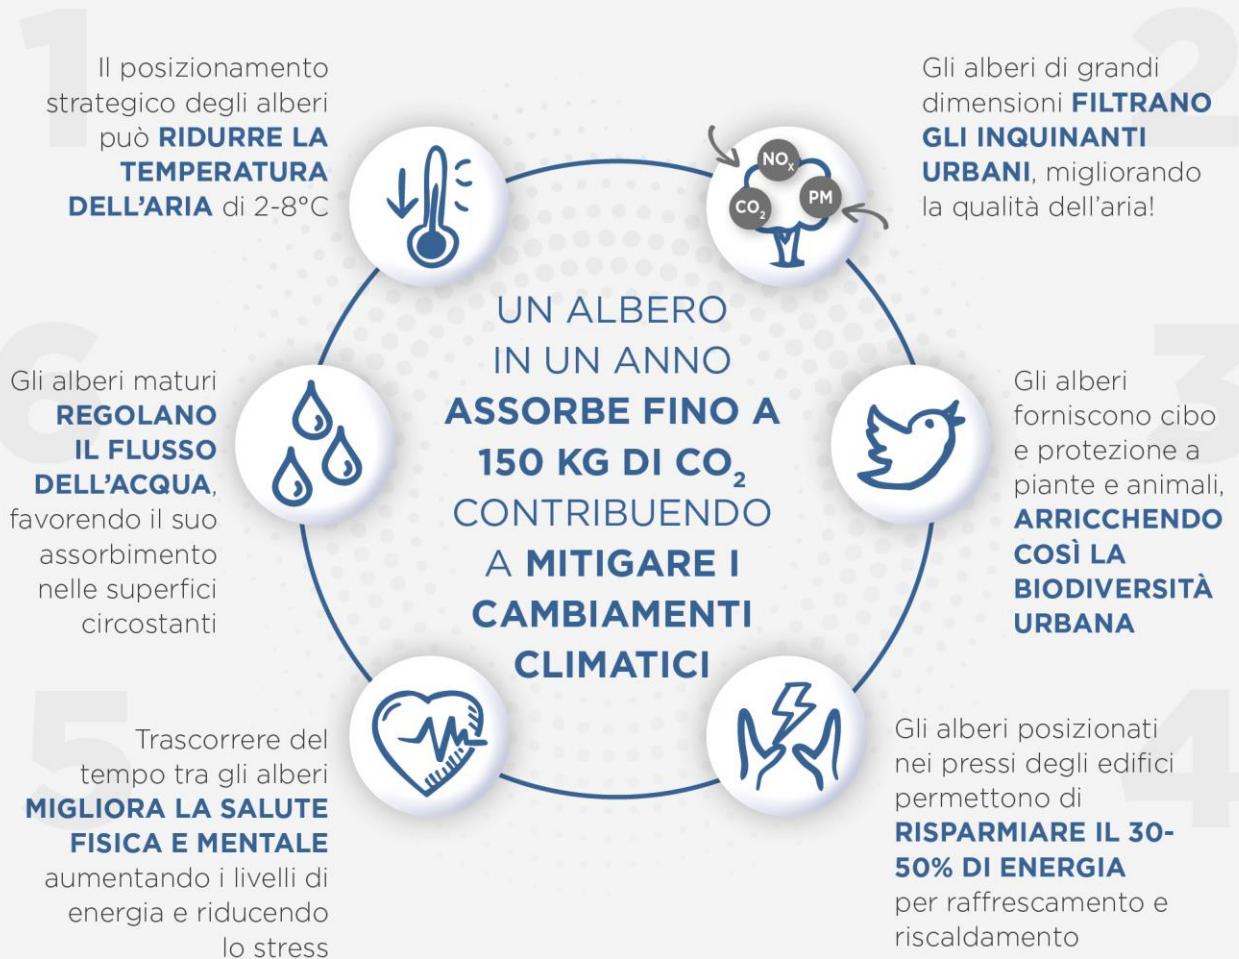 1
Il posizionamento
strategico degli alberi
può RIDURRE LA
TEMPERATURA
DELL'ARIA di 2-8°C
2
Gli alberi di grandi
dimensioni FILTRANO
GLI INQUINANTI
URBANI, migliorando
la qualità dell'aria!
NOx
CO₂
PM
UN ALBERO
IN UN ANNO
ASSORBE FINO A
150 KG DI CO₂
CONTRIBUENDO
A MITIGARE I
CAMBIAMENTI
CLIMATICI
3
Gli alberi
forniscono cibo
e protezione a
piante e animali,
ARRICCHENDO
COSÌ LA
BIODIVERSITÀ
URBANA
4
Gli alberi posizionati
nei pressi degli edifici
permettono di
RISPARMIARE IL 30-
50% DI ENERGIA
per raffrescamento e
riscaldamento
5
Trascorrere del
tempo tra gli alberi
MIGLIORA LA SALUTE
FISICA E MENTALE
aumentando i livelli di
energia e riducendo
lo stress
6
Gli alberi maturi
REGOLANO
IL FLUSSO
DELL'ACQUA,
favorendo il suo
assorbimento
nelle superfici
circostanti